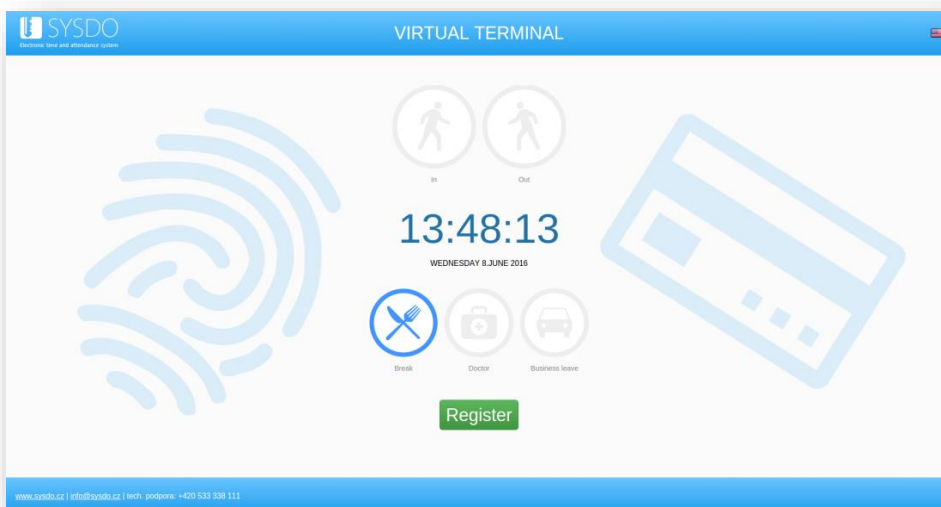 SYSDO
Electronic time and attendance system
VIRTUAL TERMINAL
In
Out
13:48:13
WEDNESDAY 8.JUNE 2016
Break
Doctor
Business leave
Register
www.sysdo.cz | info@sysdo.cz | tech. podpora: +420 533 338 111